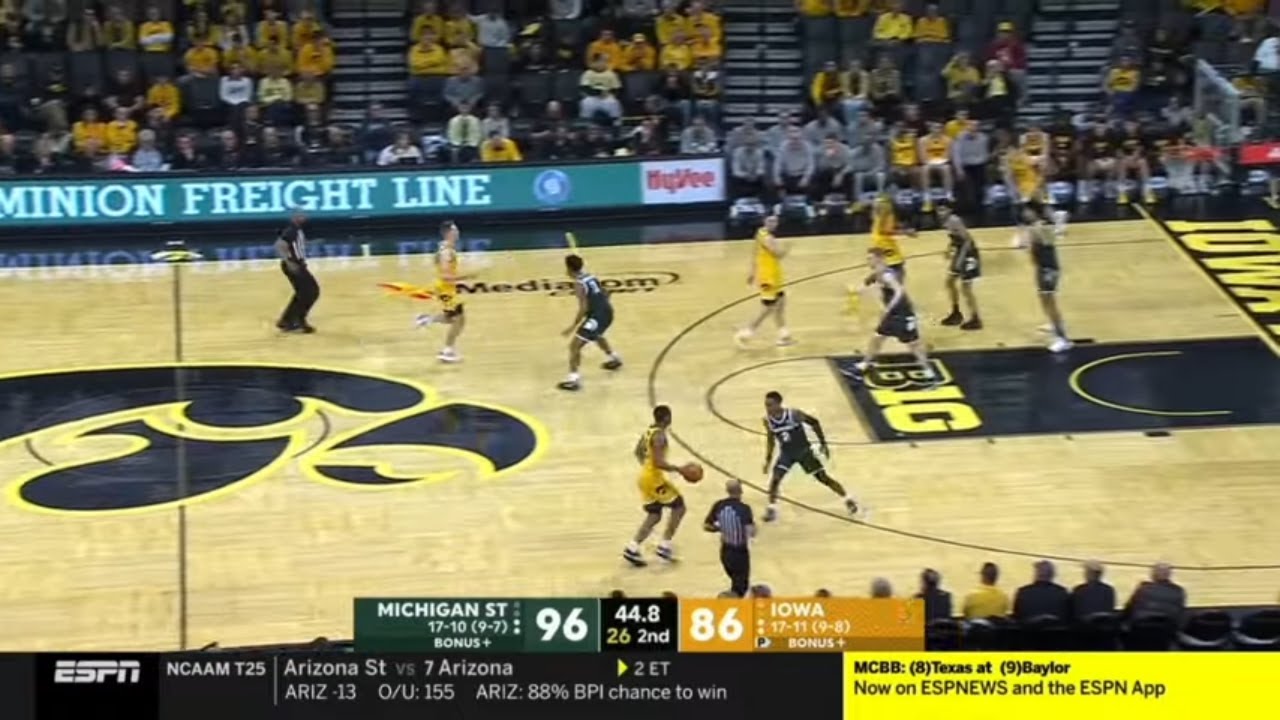 MINION FREIGHT LINE
HyVee
IOWA
Mediacom
BIG
MICHIGAN ST
17-10 (9-7)
BONUS+
96
44.8
26 2nd
86
IOWA
17-11 (9-8)
P BONUS+
ESPN
NCAAM T25
Arizona St vs 7 Arizona
2 ET
ARIZ -13 O/U: 155 ARIZ: 88% BPI chance to win
MCBB: (8)Texas at (9)Baylor
Now on ESPNEWS and the ESPN App